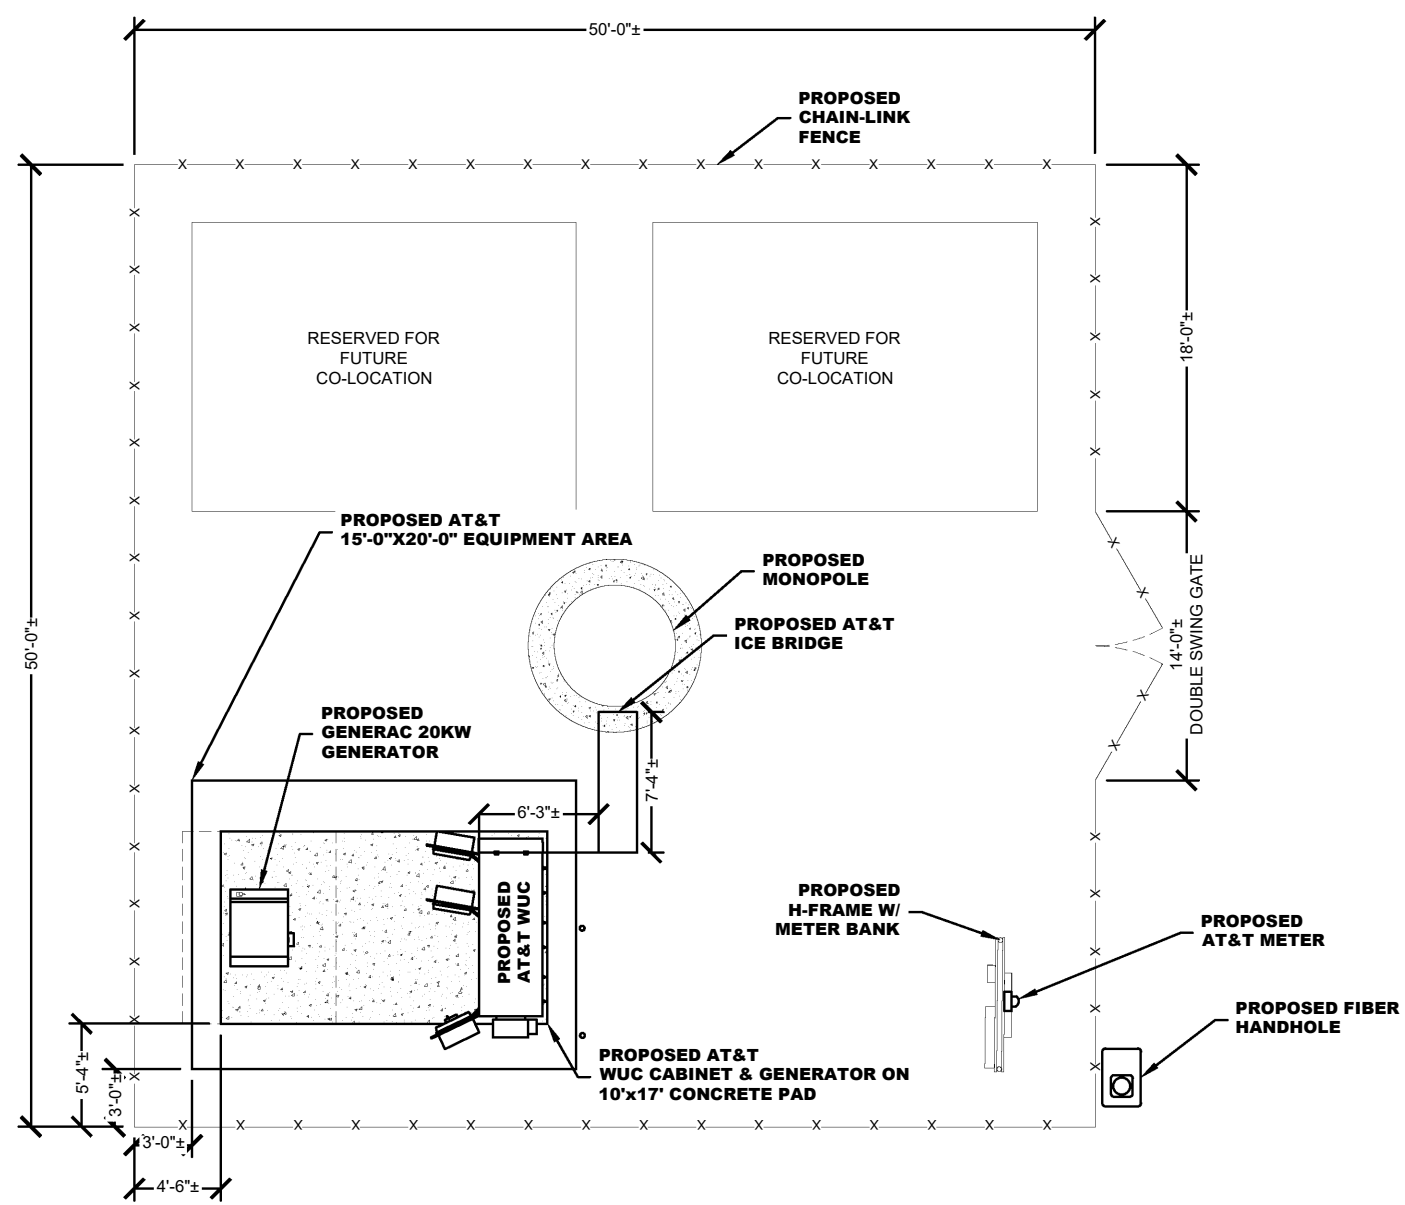 50'-0"±
PROPOSED
CHAIN-LINK
FENCE
RESERVED FOR
FUTURE
CO-LOCATION
RESERVED FOR
FUTURE
CO-LOCATION
18'-0"±
PROPOSED AT&T
15'-0"X20'-0" EQUIPMENT AREA
PROPOSED
MONOPOLE
PROPOSED AT&T
ICE BRIDGE
50'-0"±
14'-0"±
DOUBLE SWING GATE
PROPOSED
GENERAC 20KW
GENERATOR
7'-4"±
6'-3"±
PROPOSED
AT&T WUC
PROPOSED
H-FRAME W/
METER BANK
PROPOSED
AT&T METER
PROPOSED FIBER
HANDHOLE
PROPOSED AT&T
WUC CABINET & GENERATOR ON
10'x17' CONCRETE PAD
5'-4"±
3'-0"±
3'-0"±
4'-6"±